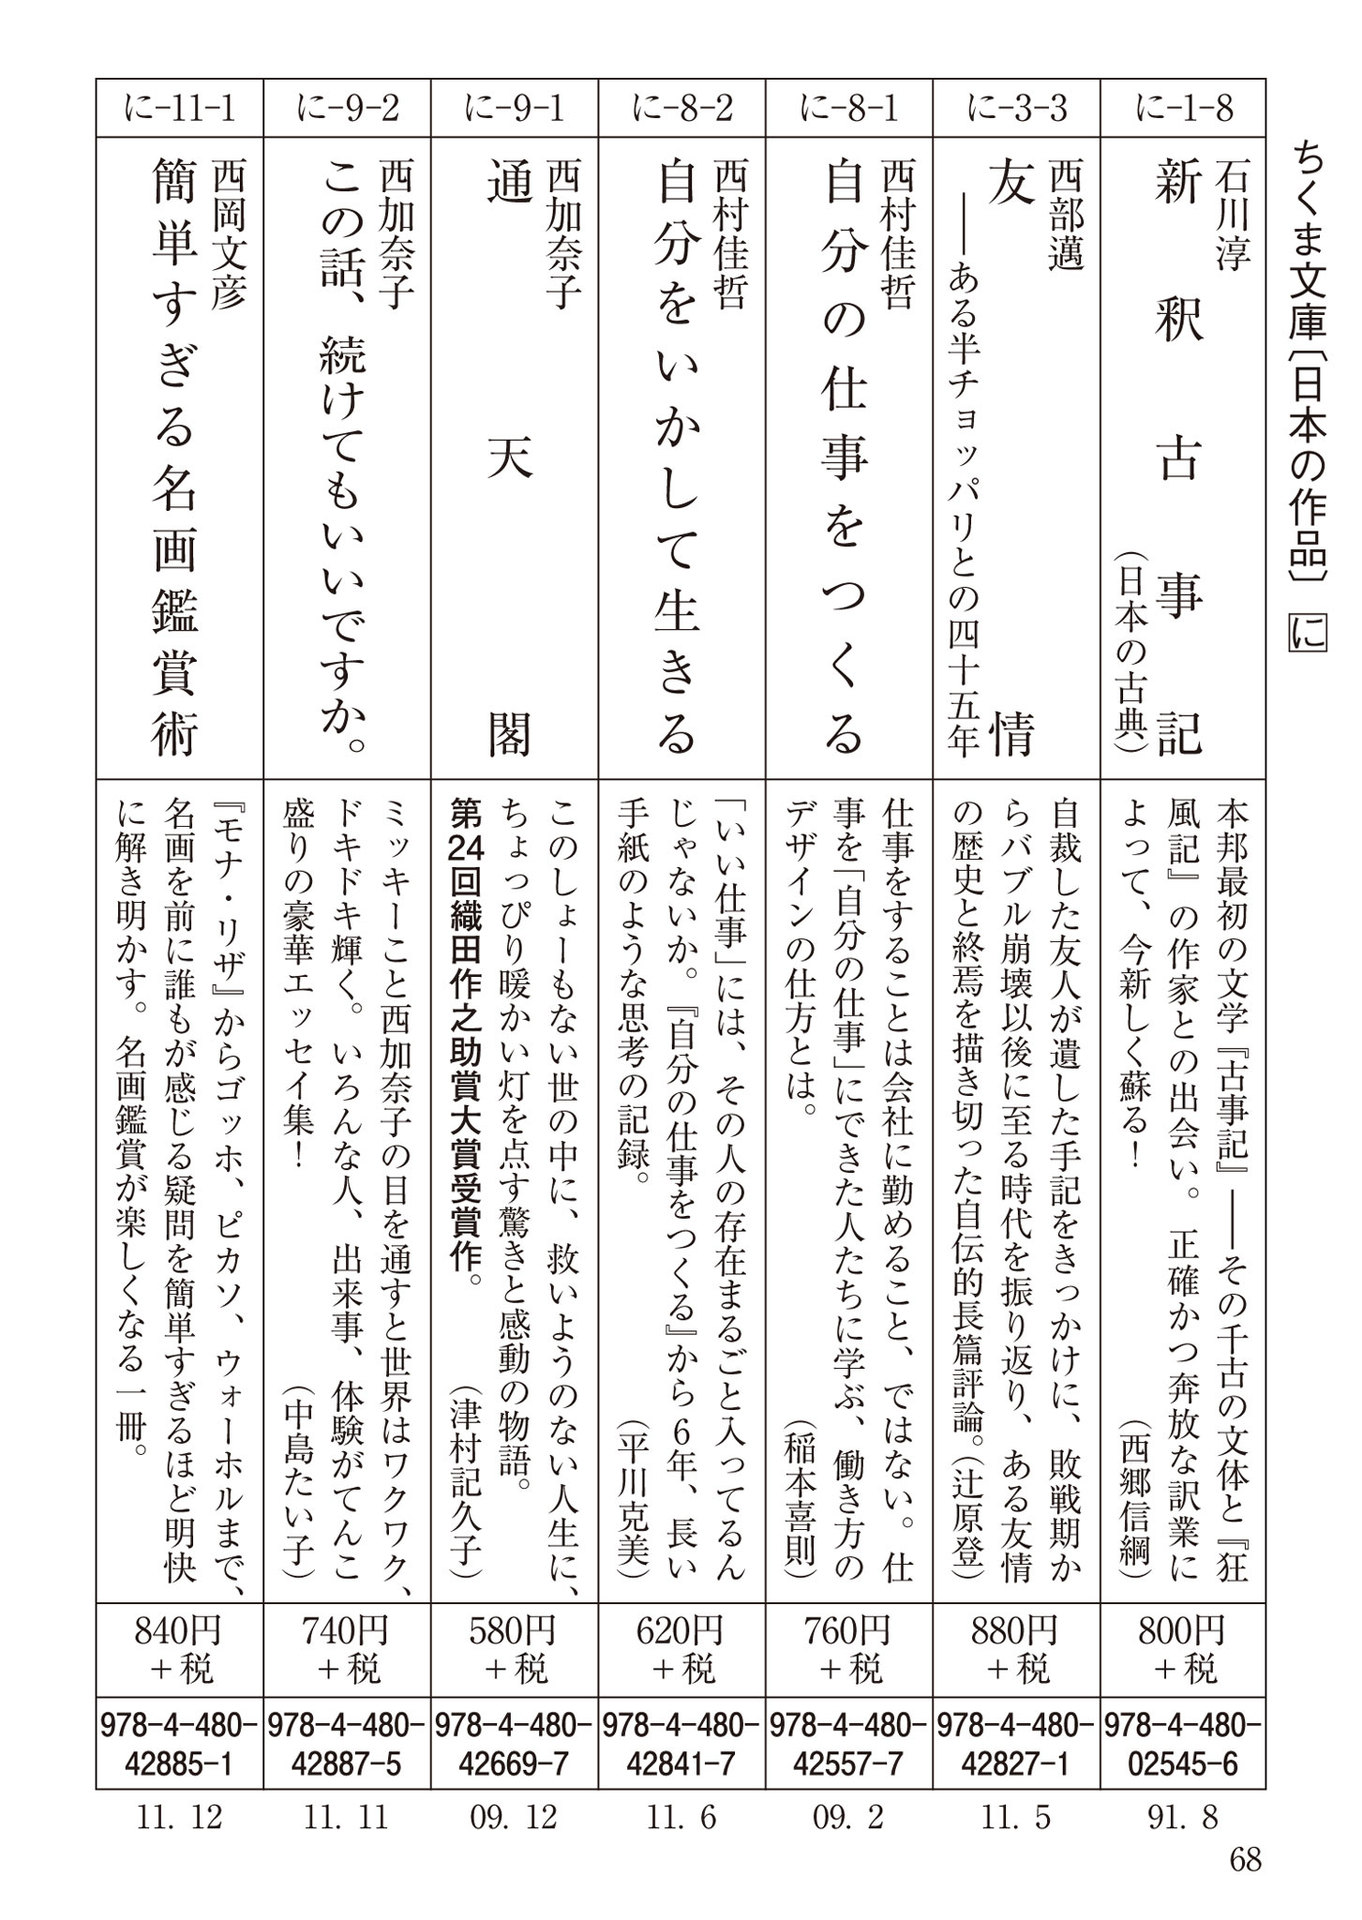 ちくま文庫〔日本の作品〕 に
に-1-8
石川淳
新釈古事記
(日本の古典)
本邦最初の文学『古事記』――その千古の文体と『狂
風記』の作家との出会い。正確かつ奔放な訳業に
よって、今新しく蘇る! (西郷信綱)
800円
+税
978-4-480-
02545-6
91. 8
に-3-3
西部邁
友情
――ある半チョッパリとの四十五年
自裁した友人が遺した手記をきっかけに、敗戦期か
らバブル崩壊以後に至る時代を振り返り、ある友情
の歴史と終焉を描き切った自伝的長篇評論。(辻原登)
880円
+税
978-4-480-
42827-1
11. 5
に-8-1
西村佳哲
自分の仕事をつくる
仕事をすることは会社に勤めること、ではない。仕
事を「自分の仕事」にできた人たちに学ぶ、働き方の
デザインの仕方とは。 (稲本喜則)
760円
+税
978-4-480-
42557-7
09. 2
に-8-2
西村佳哲
自分をいかして生きる
「いい仕事」には、その人の存在まるごと入ってるん
じゃないか。『自分の仕事をつくる』から6年、長い
手紙のような思考の記録。 (平川克美)
620円
+税
978-4-480-
42841-7
11. 6
に-9-1
西加奈子
通天閣
このしょーもない世の中に、救いようのない人生に、
ちょっぴり暖かい灯を点す驚きと感動の物語。
第24回織田作之助賞大賞受賞作。 (津村記久子)
580円
+税
978-4-480-
42669-7
09. 12
に-9-2
西加奈子
この話、続けてもいいですか。
ミッキーこと西加奈子の目を通すと世界はワクワク、
ドキドキ輝く。いろんな人、出来事、体験がてんこ
盛りの豪華エッセイ集! (中島たい子)
740円
+税
978-4-480-
42887-5
11. 11
に-11-1
西岡文彦
簡単すぎる名画鑑賞術
『モナ・リザ』からゴッホ、ピカソ、ウォーホルまで、
名画を前に誰もが感じる疑問を簡単すぎるほど明快
に解き明かす。名画鑑賞が楽しくなる一冊。
840円
+税
978-4-480-
42885-1
11. 12
68